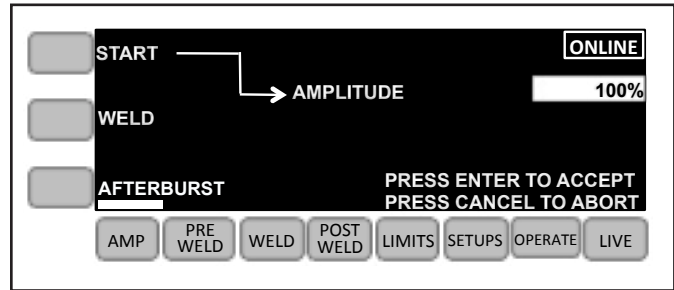 START
ONLINE
AMPLITUDE
100%
WELD
AFTERBURST
PRESS ENTER TO ACCEPT
PRESS CANCEL TO ABORT
AMP
PRE
WELD
WELD
POST
WELD
LIMITS
SETUPS
OPERATE
LIVE